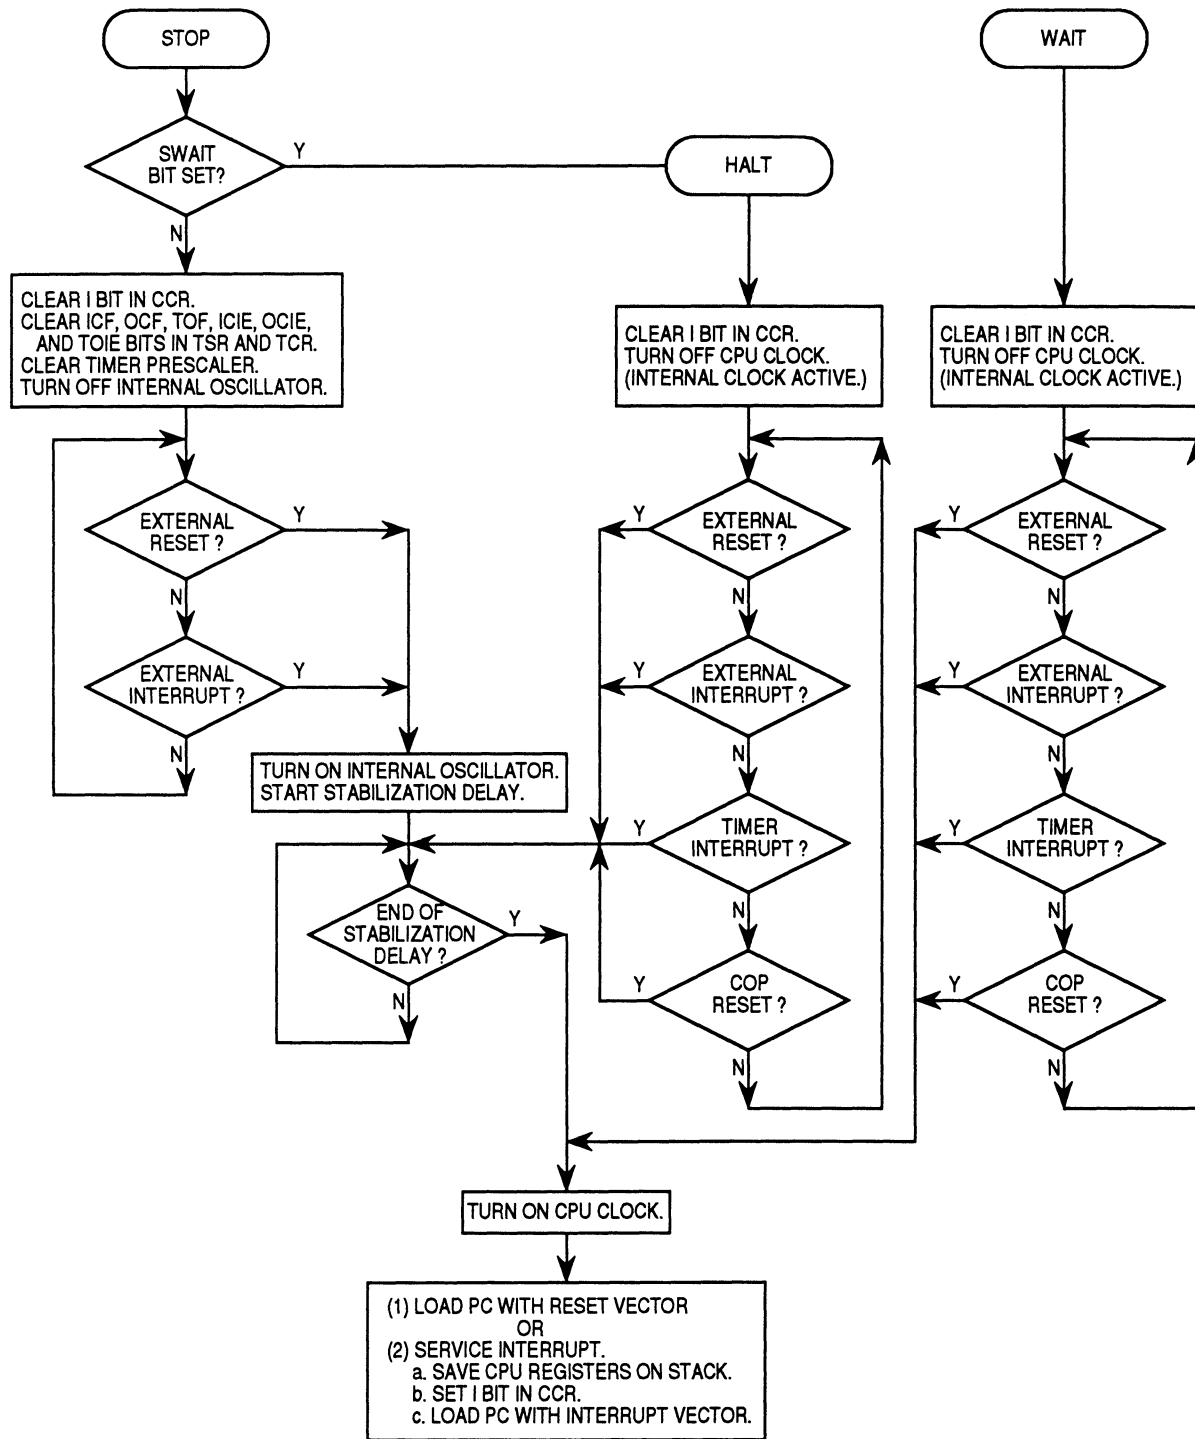 STOP
SWAIT
BIT SET?
Y
N
CLEAR I BIT IN CCR.
CLEAR ICF, OCF, TOF, ICIE, OCIE,
AND TOIE BITS IN TSR AND TCR.
CLEAR TIMER PRESCALER.
TURN OFF INTERNAL OSCILLATOR.
EXTERNAL
RESET ?
Y
N
EXTERNAL
INTERRUPT ?
Y
N
TURN ON INTERNAL OSCILLATOR.
START STABILIZATION DELAY.
END OF
STABILIZATION
DELAY ?
Y
N
HALT
CLEAR I BIT IN CCR.
TURN OFF CPU CLOCK.
(INTERNAL CLOCK ACTIVE.)
Y
EXTERNAL
RESET ?
N
Y
EXTERNAL
INTERRUPT ?
N
Y
TIMER
INTERRUPT ?
N
Y
COP
RESET ?
N
WAIT
CLEAR I BIT IN CCR.
TURN OFF CPU CLOCK.
(INTERNAL CLOCK ACTIVE.)
Y
EXTERNAL
RESET ?
N
Y
EXTERNAL
INTERRUPT ?
N
Y
TIMER
INTERRUPT ?
N
Y
COP
RESET ?
N
TURN ON CPU CLOCK.
(1) LOAD PC WITH RESET VECTOR
OR
(2) SERVICE INTERRUPT.
a. SAVE CPU REGISTERS ON STACK.
b. SET I BIT IN CCR.
c. LOAD PC WITH INTERRUPT VECTOR.